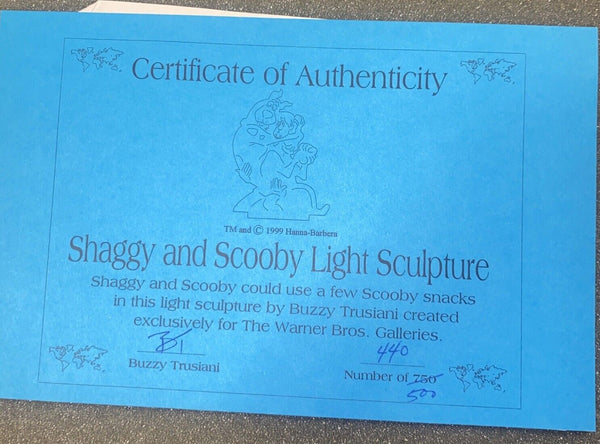 Certificate of Authenticity
TM and © 1999 Hanna-Barbera
Shaggy and Scooby Light Sculpture
Shaggy and Scooby could use a few Scooby snacks
in this light sculpture by Buzzy Trusiani created
exclusively for The Warner Bros. Galleries.
440
Buzzy Trusiani
Number of 750
500